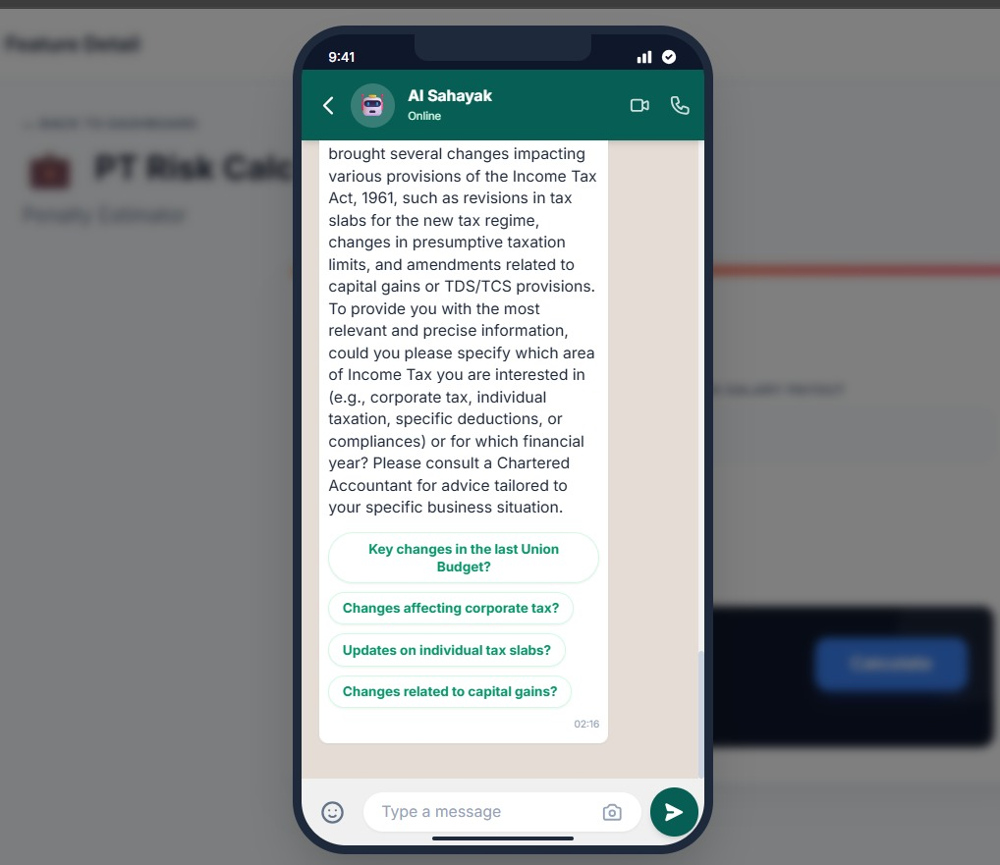 Feature Detail
← BACK TO DASHBOARD
PT Risk Calc
Penalty Estimator
SALARY
Calculate
9:41
AI Sahayak
Online
brought several changes impacting
various provisions of the Income Tax
Act, 1961, such as revisions in tax
slabs for the new tax regime,
changes in presumptive taxation
limits, and amendments related to
capital gains or TDS/TCS provisions.
To provide you with the most
relevant and precise information,
could you please specify which area
of Income Tax you are interested in
(e.g., corporate tax, individual
taxation, specific deductions, or
compliances) or for which financial
year? Please consult a Chartered
Accountant for advice tailored to
your specific business situation.
Key changes in the last Union
Budget?
Changes affecting corporate tax?
Updates on individual tax slabs?
Changes related to capital gains?
02:16
Type a message